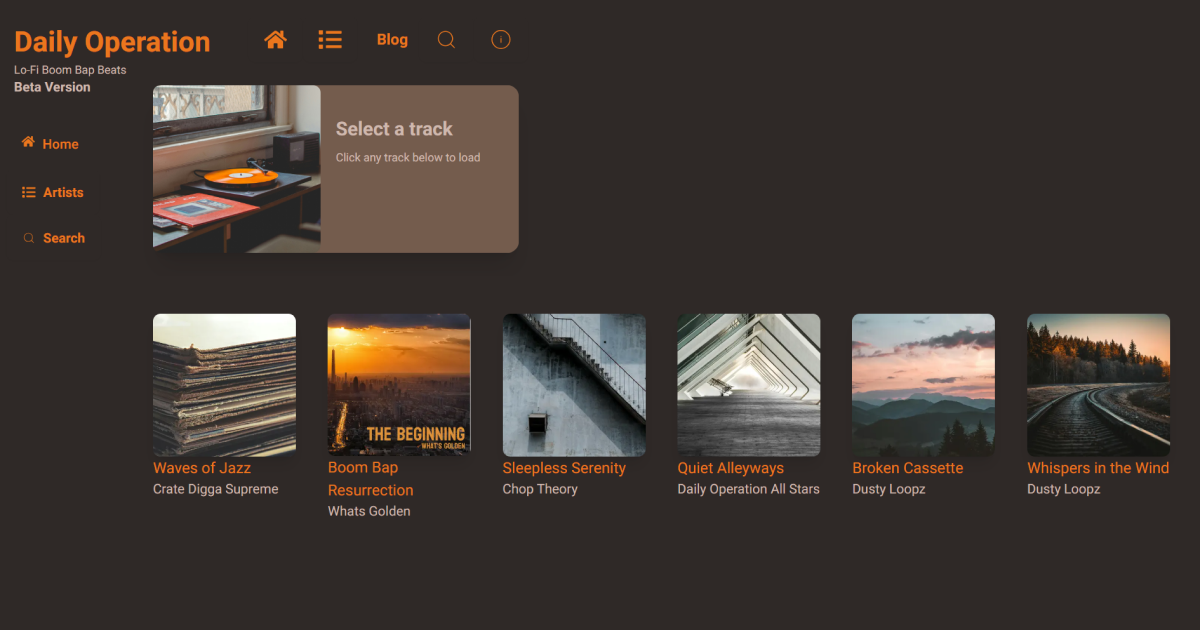 Daily Operation
Lo-Fi Boom Bap Beats
Beta Version
Blog
Home
Artists
Search
Select a track
Click any track below to load
THE BEGINNING
WHAT'S GOLDEN
Waves of Jazz
Crate Digga Supreme
Boom Bap
Resurrection
Whats Golden
Sleepless Serenity
Chop Theory
Quiet Alleyways
Daily Operation All Stars
Broken Cassette
Dusty Loopz
Whispers in the Wind
Dusty Loopz